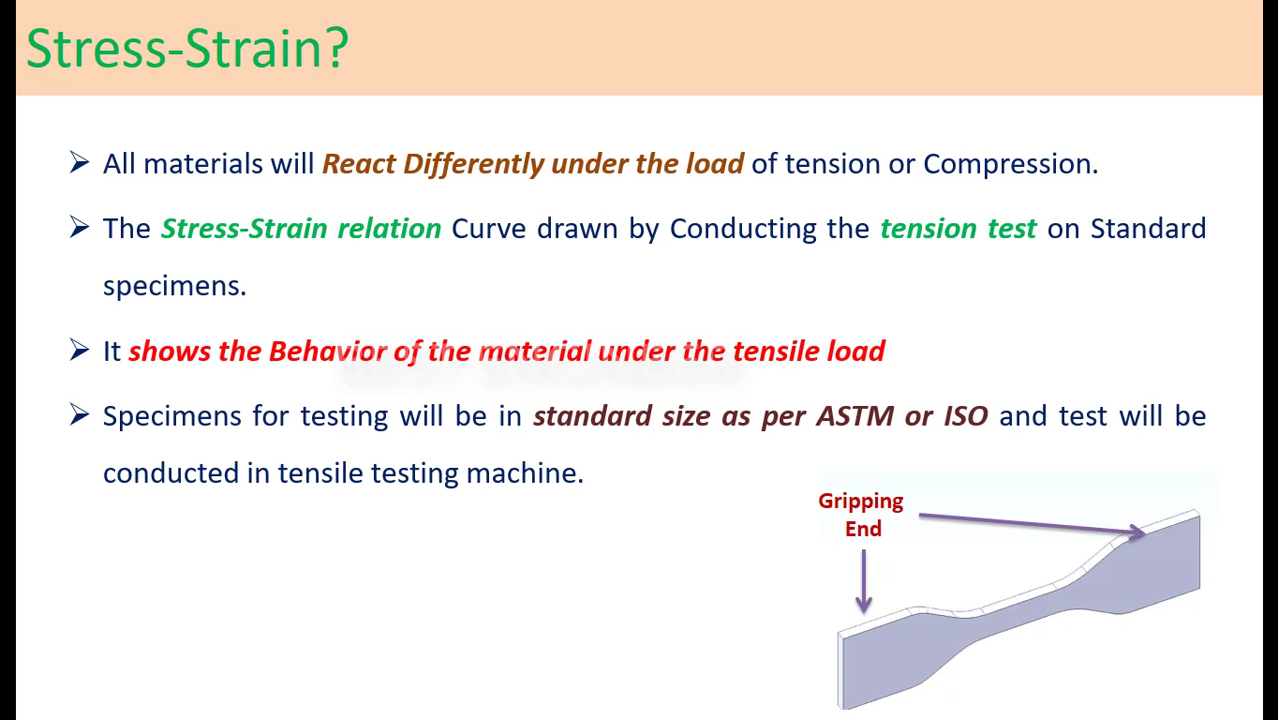 Stress-Strain?
All materials will React Differently under the load of tension or Compression.
The Stress-Strain relation Curve drawn by Conducting the tension test on Standard
specimens.
It shows the Behavior of the material under the tensile load
Specimens for testing will be in standard size as per ASTM or ISO and test will be
conducted in tensile testing machine.
Gripping
End